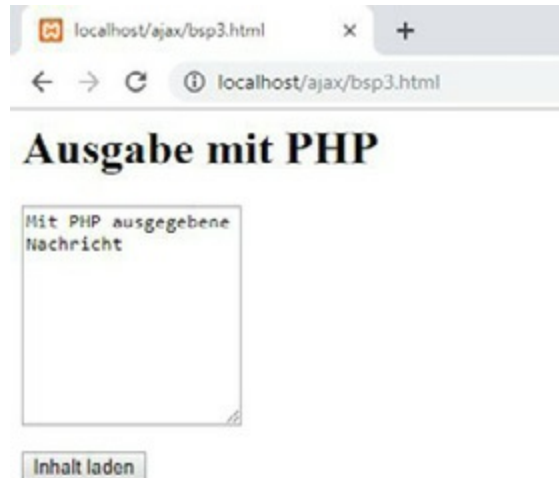 localhost/ajax/bsp3.html
localhost/ajax/bsp3.html
Ausgabe mit PHP
Mit PHP ausgegebene
Nachricht
Inhalt laden